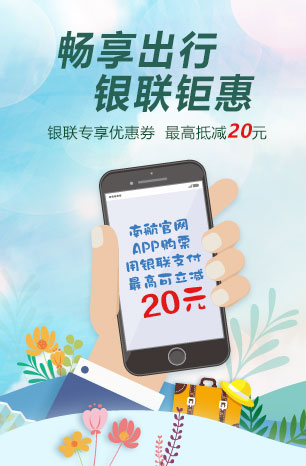 畅享出行
银联钜惠
银联专享优惠券 最高抵减20元
南航官网
APP购票
用银联支付
最高可立减
20元